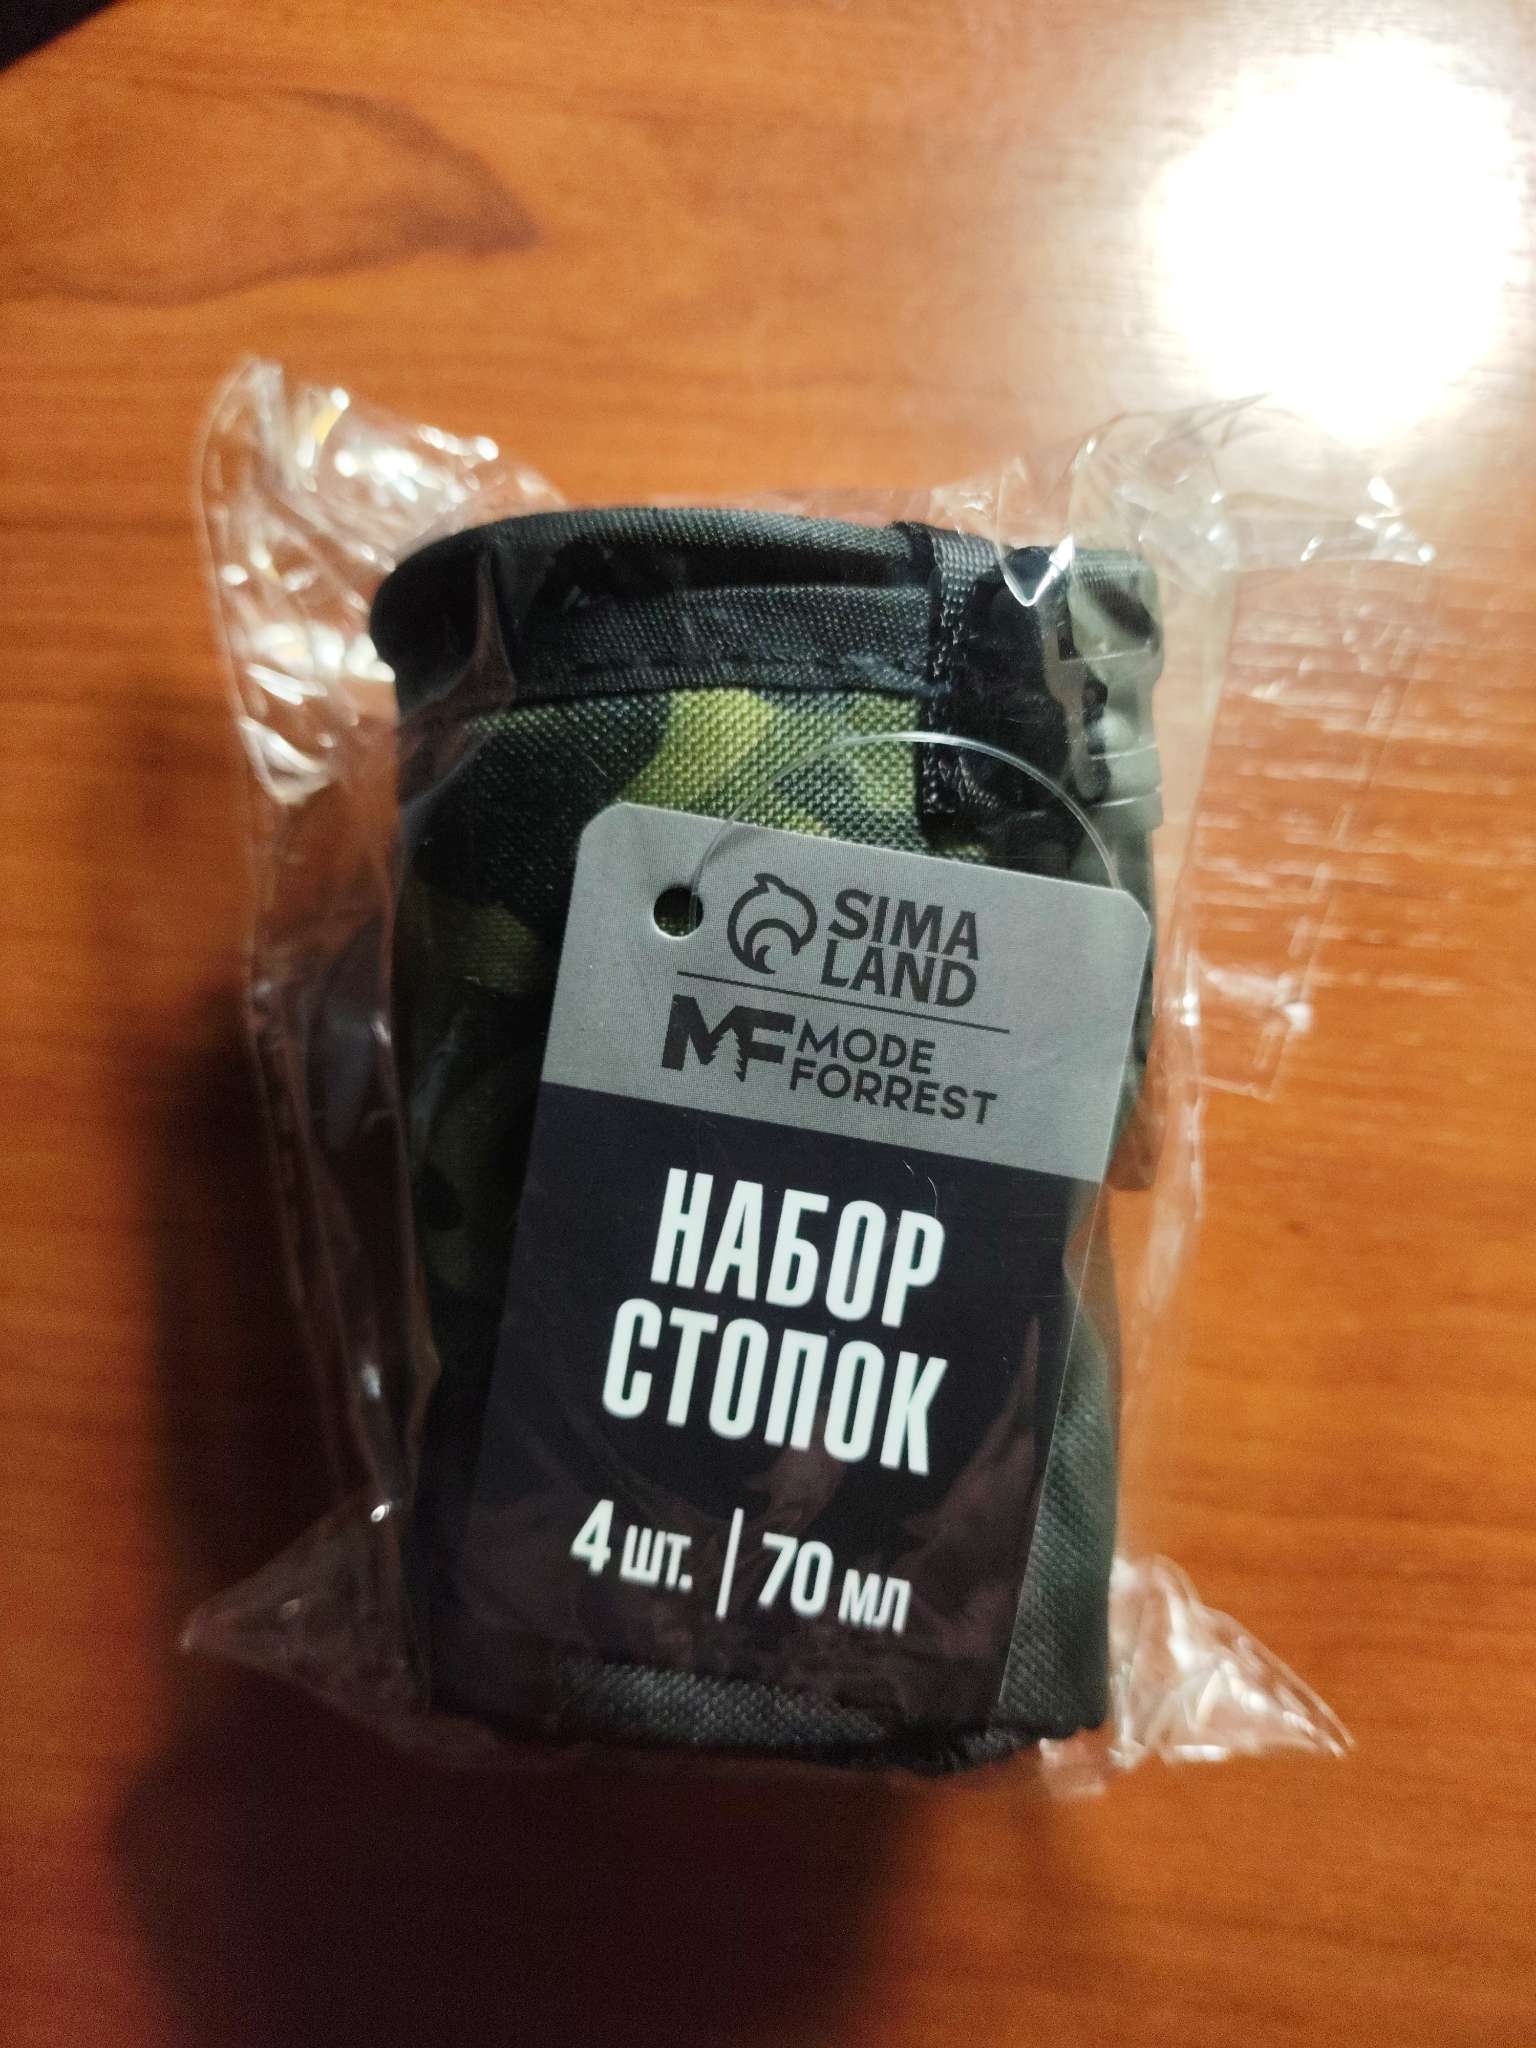 SIMA
LAND
MF MODE
FORREST
НАБОР
СТОПОК
4 шт. | 70 мл